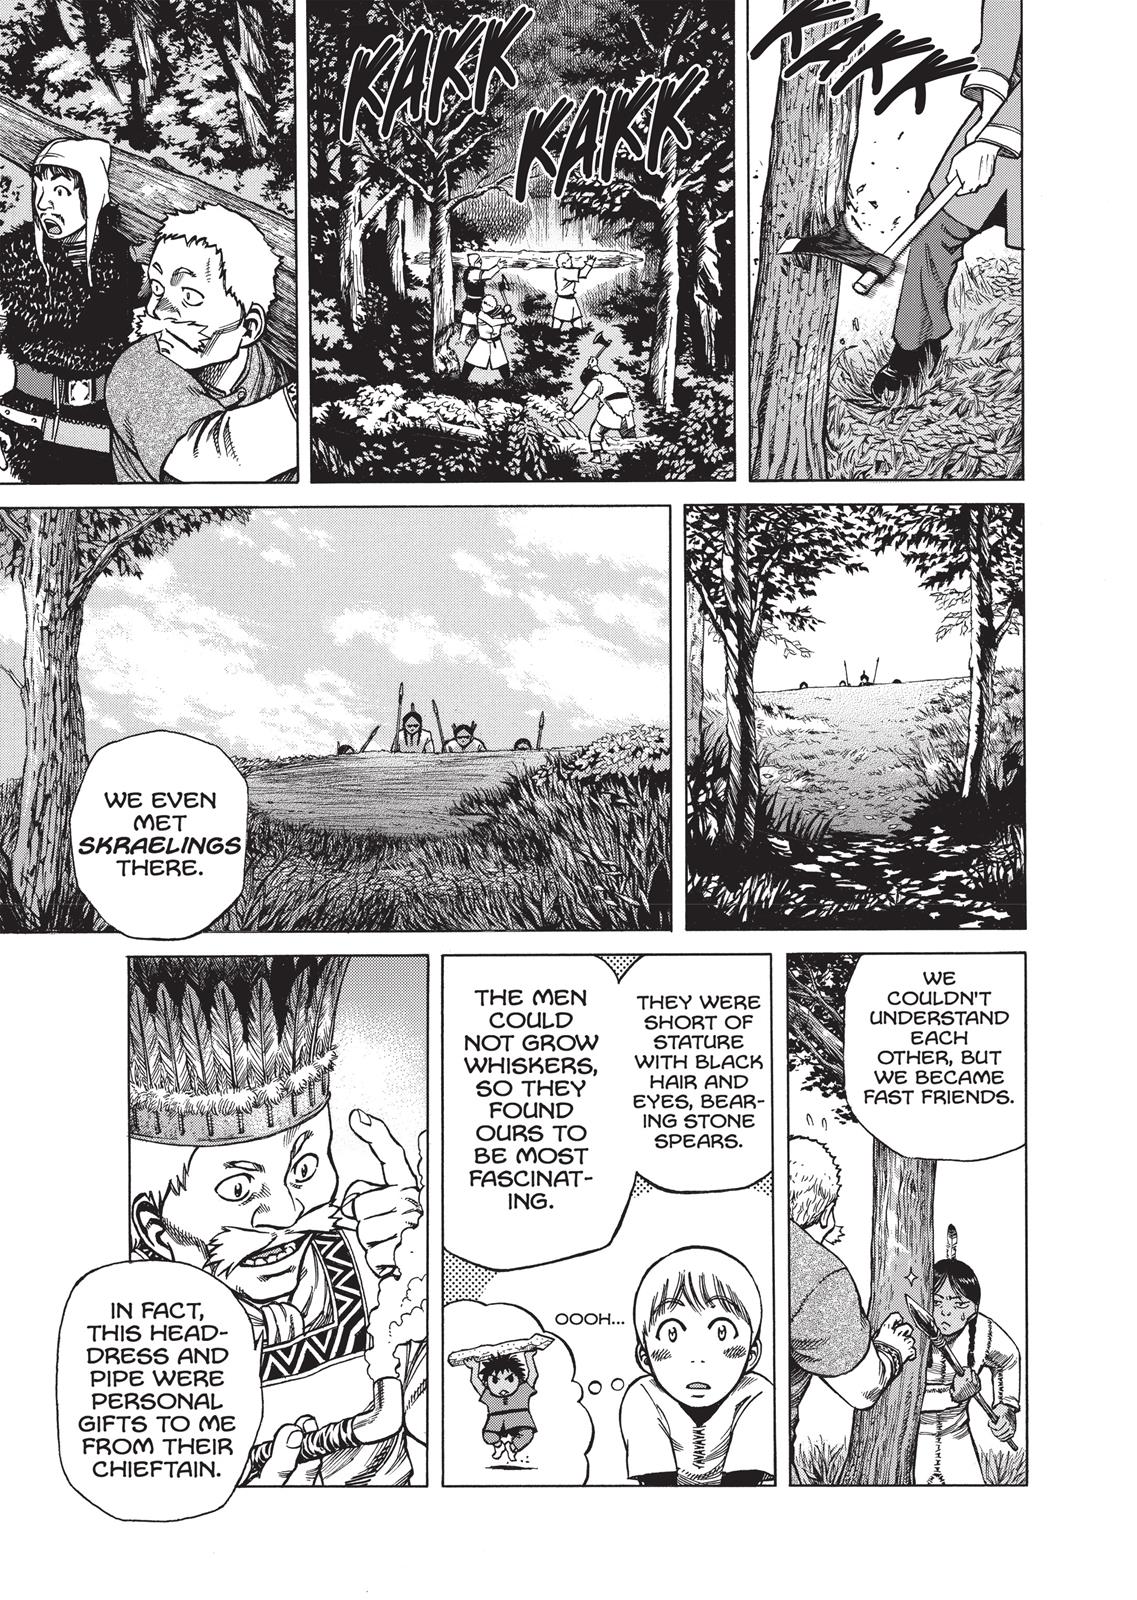 KAKK
KAKK
KAKK
WE EVEN
MET
SKRAELINGS
THERE.
WE
COULDN'T
UNDERSTAND
EACH
OTHER, BUT
WE BECAME
FAST FRIENDS.
THEY WERE
SHORT OF
STATURE
WITH BLACK
HAIR AND
EYES, BEAR-
ING STONE
SPEARS.
THE MEN
COULD
NOT GROW
WHISKERS,
SO THEY
FOUND
OURS TO
BE MOST
FASCINAT-
ING.
OOOH...
IN FACT,
THIS HEAD-
DRESS AND
PIPE WERE
PERSONAL
GIFTS TO ME
FROM THEIR
CHIEFTAIN.